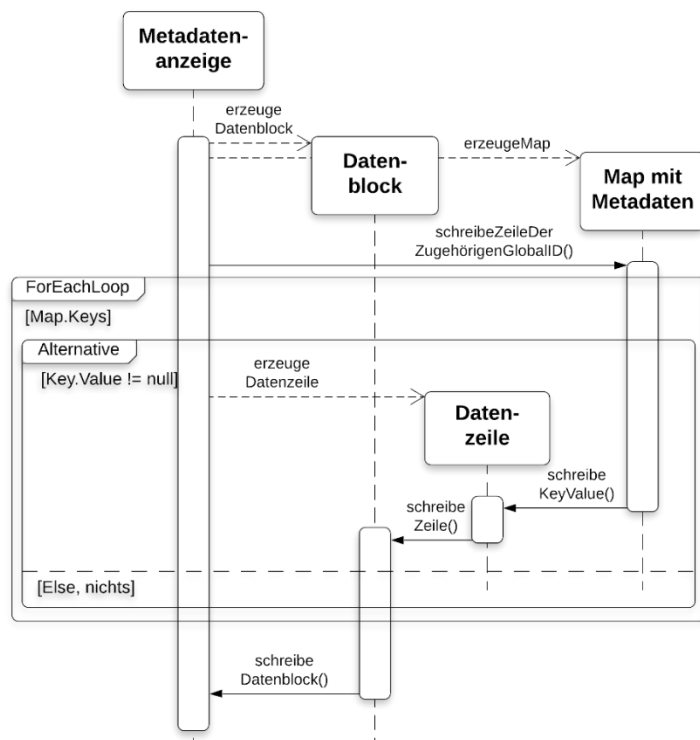 Metadaten-
anzeige
erzeuge
Datenblock
Daten-
block
erzeugeMap
Map mit
Metadaten
schreibeZeileDer
ZugehörigenGlobalID()
ForEachLoop
[Map.Keys]
Alternative
[Key.Value != null]
erzeuge
Datenzeile
Daten-
zeile
schreibe
KeyValue()
schreibe
Zeile()
[Else, nichts]
schreibe
Datenblock()